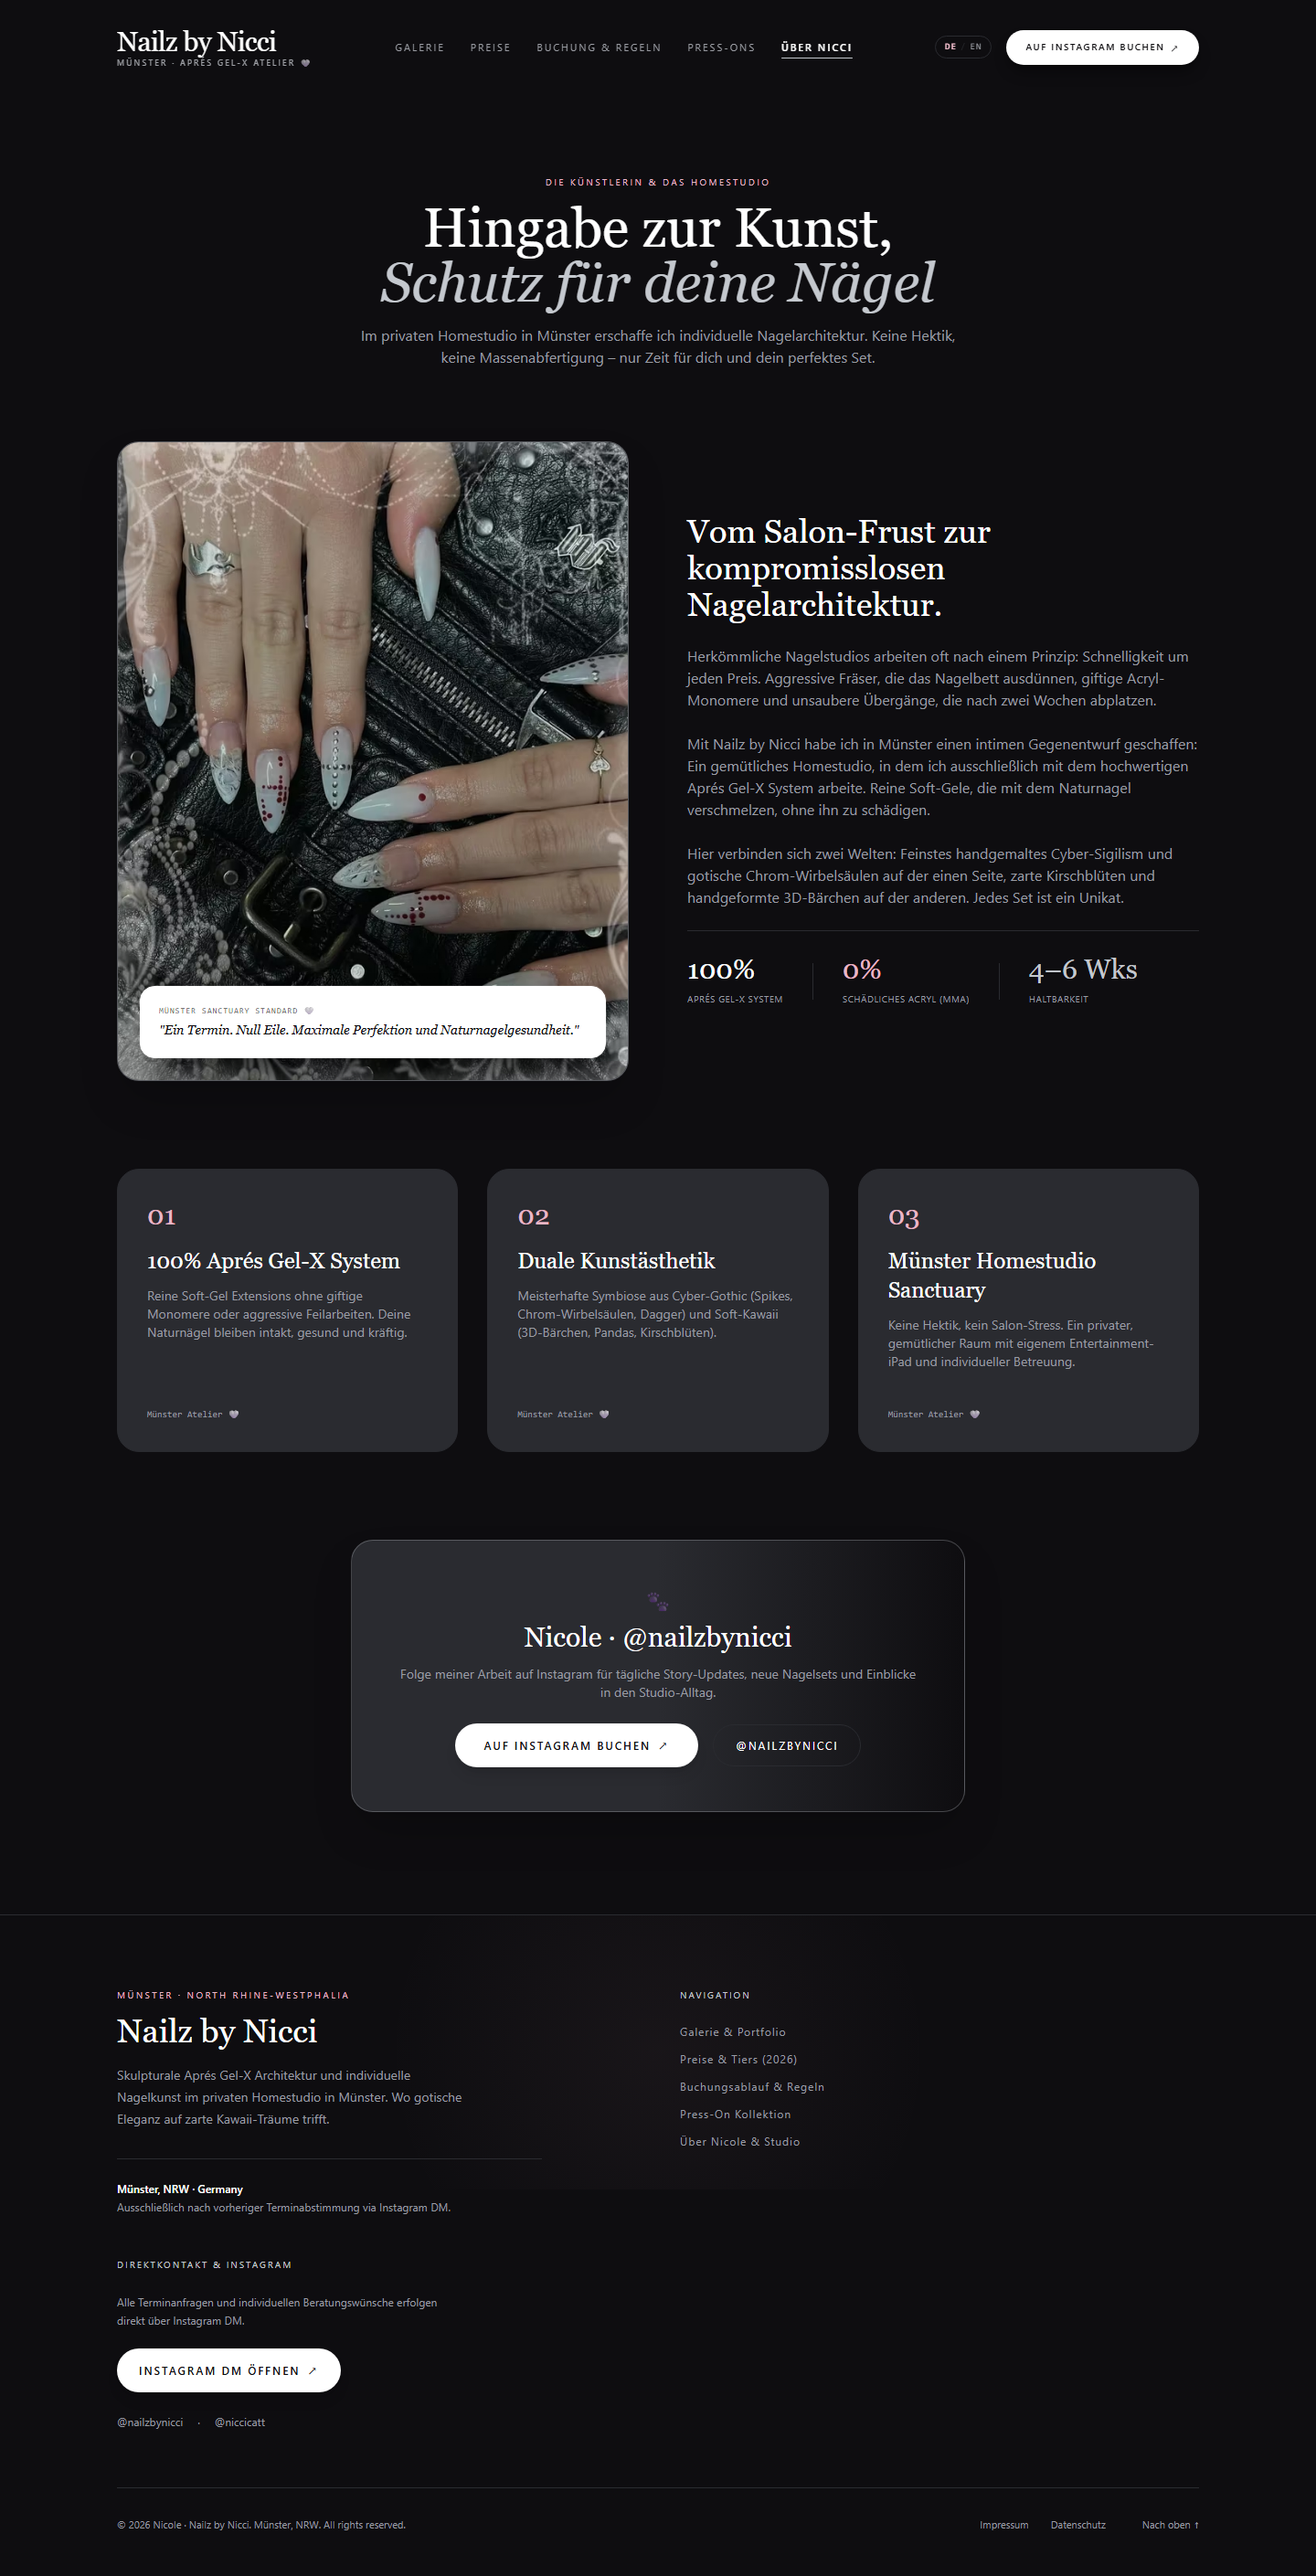 Nailz by Nicci
MÜNSTER · APRÉS GEL-X ATELIER 🩶
GALERIE
PREISE
BUCHUNG & REGELN
PRESS-ONS
ÜBER NICCI
DE / EN
AUF INSTAGRAM BUCHEN ↗
DIE KÜNSTLERIN & DAS HOMESTUDIO
Hingabe zur Kunst,
Schutz für deine Nägel
Im privaten Homestudio in Münster erschaffe ich individuelle Nagelarchitektur. Keine Hektik,
keine Massenabfertigung – nur Zeit für dich und dein perfektes Set.
MÜNSTER SANCTUARY STANDARD 🩶
"Ein Termin. Null Eile. Maximale Perfektion und Naturnagelgesundheit."
Vom Salon-Frust zur
kompromisslosen
Nagelarchitektur.
Herkömmliche Nagelstudios arbeiten oft nach einem Prinzip: Schnelligkeit um
jeden Preis. Aggressive Fräser, die das Nagelbett ausdünnen, giftige Acryl-
Monomere und unsaubere Übergänge, die nach zwei Wochen abplatzen.
Mit Nailz by Nicci habe ich in Münster einen intimen Gegenentwurf geschaffen:
Ein gemütliches Homestudio, in dem ich ausschließlich mit dem hochwertigen
Aprés Gel-X System arbeite. Reine Soft-Gele, die mit dem Naturnagel
verschmelzen, ohne ihn zu schädigen.
Hier verbinden sich zwei Welten: Feinstes handgemaltes Cyber-Sigilism und
gotische Chrom-Wirbelsäulen auf der einen Seite, zarte Kirschblüten und
handgeformte 3D-Bärchen auf der anderen. Jedes Set ist ein Unikat.
100%
APRÉS GEL-X SYSTEM
0%
SCHÄDLICHES ACRYL (MMA)
4–6 Wks
HALTBARKEIT
01
100% Aprés Gel-X System
Reine Soft-Gel Extensions ohne giftige
Monomere oder aggressive Feilarbeiten. Deine
Naturnägel bleiben intakt, gesund und kräftig.
Münster Atelier 🩶
02
Duale Kunstästhetik
Meisterhafte Symbiose aus Cyber-Gothic (Spikes,
Chrom-Wirbelsäulen, Dagger) und Soft-Kawaii
(3D-Bärchen, Pandas, Kirschblüten).
Münster Atelier 🩶
03
Münster Homestudio
Sanctuary
Keine Hektik, kein Salon-Stress. Ein privater,
gemütlicher Raum mit eigenem Entertainment-
iPad und individueller Betreuung.
Münster Atelier 🩶
🐾
Nicole · @nailzbynicci
Folge meiner Arbeit auf Instagram für tägliche Story-Updates, neue Nagelsets und Einblicke
in den Studio-Alltag.
AUF INSTAGRAM BUCHEN ↗
@NAILZBYNICCI
MÜNSTER · NORTH RHINE-WESTPHALIA
Nailz by Nicci
Skulpturale Aprés Gel-X Architektur und individuelle
Nagelkunst im privaten Homestudio in Münster. Wo gotische
Eleganz auf zarte Kawaii-Träume trifft.
Münster, NRW · Germany
Ausschließlich nach vorheriger Terminabstimmung via Instagram DM.
NAVIGATION
Galerie & Portfolio
Preise & Tiers (2026)
Buchungsablauf & Regeln
Press-On Kollektion
Über Nicole & Studio
DIREKTKONTAKT & INSTAGRAM
Alle Terminanfragen und individuellen Beratungswünsche erfolgen
direkt über Instagram DM.
INSTAGRAM DM ÖFFNEN ↗
@nailzbynicci · @niccicatt
© 2026 Nicole · Nailz by Nicci. Münster, NRW. All rights reserved.
Impressum
Datenschutz
Nach oben ↑